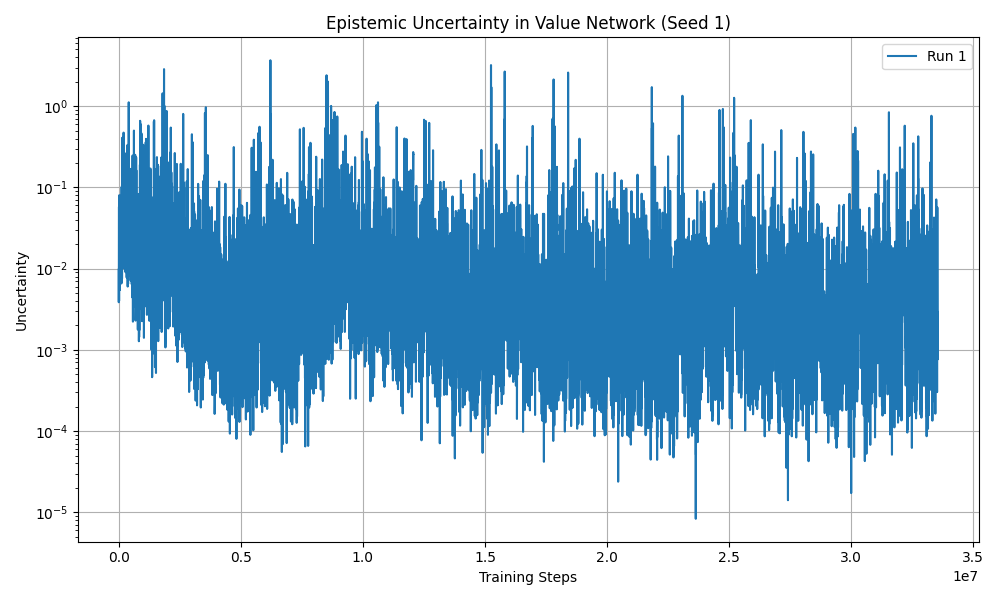 Epistemic Uncertainty in Value Network (Seed 1)
Run 1
Uncertainty
10⁰
10⁻¹
10⁻²
10⁻³
10⁻⁴
10⁻⁵
0.0 0.5 1.0 1.5 2.0 2.5 3.0 3.5
1e7
Training Steps